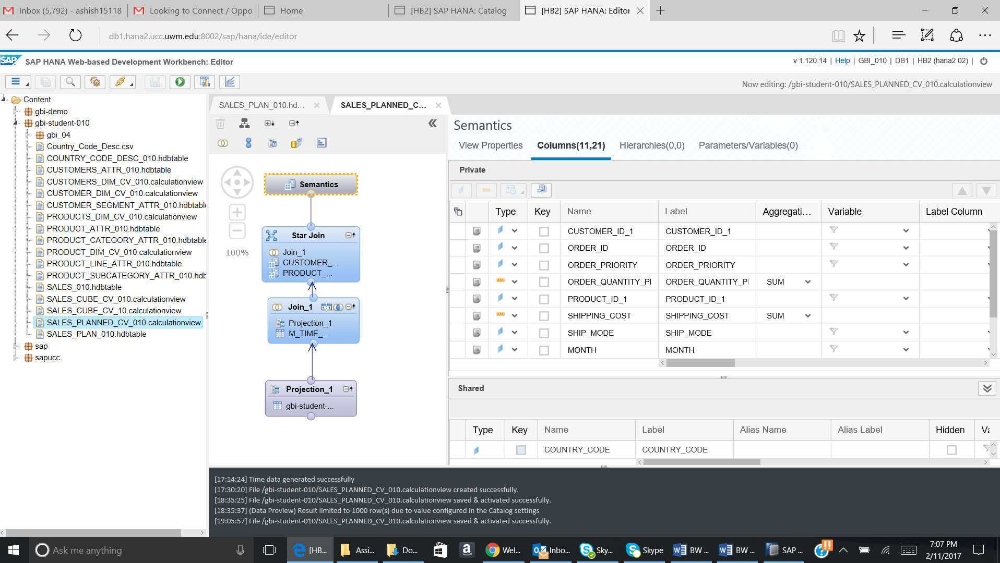 Inbox (5,792) - ashish15118
Looking to Connect / Oppo
Home
[HB2] SAP HANA: Catalog
[HB2] SAP HANA: Editor
db1.hana2.ucc.uwm.edu:8002/sap/hana/ide/editor
SAP
SAP HANA Web-based Development Workbench: Editor
v 1.120.14 | Help | GBI_010 | DB1 | HB2 (hana2 02) |
Now editing: /gbi-student-010/SALES_PLANNED_CV_010.calculationview
Content
gbi-demo
gbi-student-010
gbi_04
Country_Code_Desc.csv
COUNTRY_CODE_DESC_010.hdbtable
CUSTOMERS_ATTR_010.hdbtable
CUSTOMERS_DIM_CV_010.calculationview
CUSTOMER_DIM_CV_010.calculationview
CUSTOMER_SEGMENT_ATTR_010.hdbtable
PRODUCTS_DIM_CV_010.calculationview
PRODUCT_ATTR_010.hdbtable
PRODUCT_CATEGORY_ATTR_010.hdbtable
PRODUCT_DIM_CV_010.calculationview
PRODUCT_LINE_ATTR_010.hdbtable
PRODUCT_SUBCATEGORY_ATTR_010.hdb
SALES_010.hdbtable
SALES_CUBE_CV_010.calculationview
SALES_CUBE_CV_10.calculationview
SALES_PLANNED_CV_010.calculationview
SALES_PLAN_010.hdbtable
sap
sapucc
SALES_PLAN_010.hd...
SALES_PLANNED_C...
100%
Semantics
Star Join
Join_1
CUSTOMER_...
PRODUCT_...
Join_1
Projection_1
M_TIME_...
Projection_1
gbi-student-...
Semantics
View Properties
Columns(11,21)
Hierarchies(0,0)
Parameters/Variables(0)
Private
Type Key Name Label Aggregati... Variable Label Column
CUSTOMER_ID_1 CUSTOMER_ID_1
ORDER_ID ORDER_ID
ORDER_PRIORITY ORDER_PRIORITY
ORDER_QUANTITY_PI ORDER_QUANTITY_PI SUM
PRODUCT_ID_1 PRODUCT_ID_1
SHIPPING_COST SHIPPING_COST SUM
SHIP_MODE SHIP_MODE
MONTH MONTH
Shared
Type Key Name Label Alias Name Alias Label Hidden Va
COUNTRY_CODE COUNTRY_CODE
[17:14:24] Time data generated successfully
[17:30:20] File /gbi-student-010/SALES_PLANNED_CV_010.calculationview created successfully.
[18:35:25] File /gbi-student-010/SALES_PLANNED_CV_010.calculationview saved & activated successfully.
[18:35:37] (Data Preview) Result limited to 1000 row(s) due to value configured in the Catalog settings
[19:05:57] File /gbi-student-010/SALES_PLANNED_CV_010.calculationview saved & activated successfully.
Ask me anything
[HB...
Assi...
Do...
Wel...
Inbo...
Sky...
Skype
BW ...
BW ...
SAP ...
7:07 PM
2/11/2017